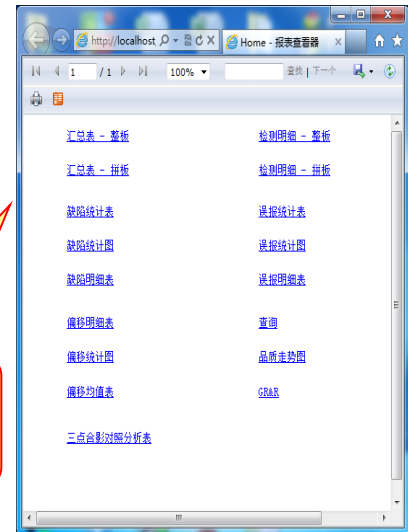 http://localhost
Home - 报表查看器
1 / 1 100% 查找 | 下一个
汇总表 - 整板 检测明细 - 整板
汇总表 - 拼板 检测明细 - 拼板
缺陷统计表 误报统计表
缺陷统计图 误报统计图
缺陷明细表 误报明细表
偏移明细表 查询
偏移统计图 品质走势图
偏移均值表 GR&R
三点合影对照分析表